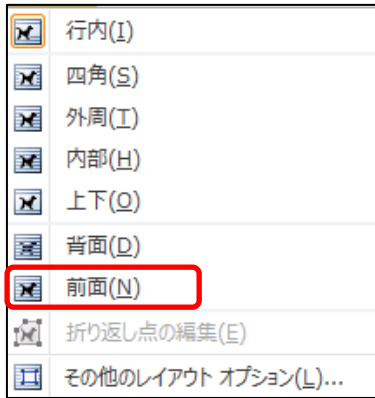 行内(I)
四角(S)
外周(T)
内部(H)
上下(O)
背面(D)
前面(N)
折り返し点の編集(E)
その他のレイアウト オプション(L)...